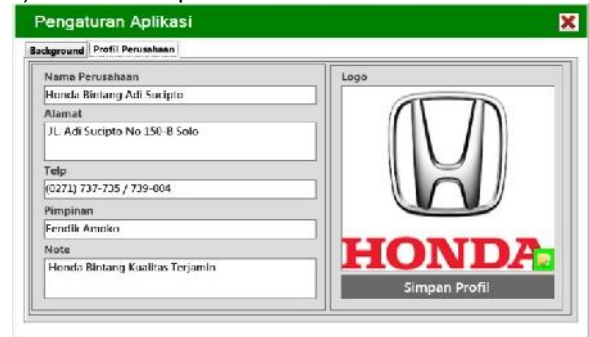 Pengaturan Aplikasi
Background Profil Perusahaan
Nama Perusahaan
Honda Bintang Adi Sucipto
Alamat
JL. Adi Sucipto No 150-B Solo
Telp
(0271) 737-735 / 739-004
Pimpinan
Fendik Amoko
Note
Honda Bintang Kualitas Terjamin
Logo
HONDA
Simpan Profil